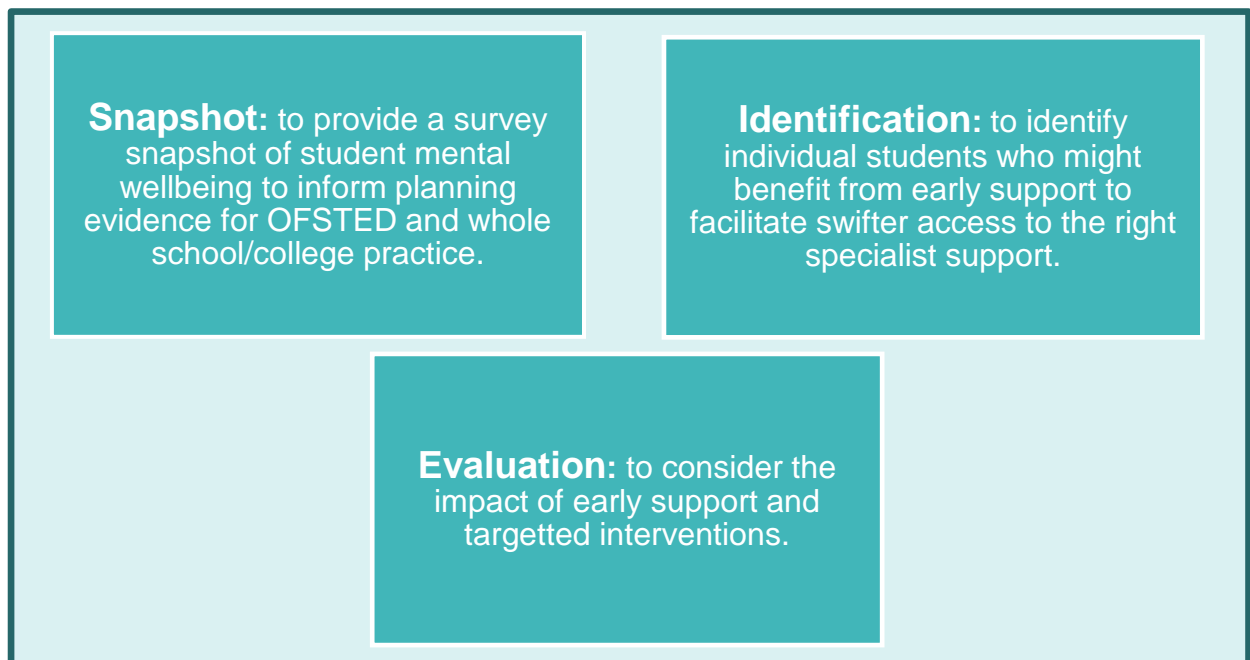 Snapshot: to provide a survey
snapshot of student mental
wellbeing to inform planning
evidence for OFSTED and whole
school/college practice.
Identification: to identify
individual students who might
benefit from early support to
facilitate swifter access to the right
specialist support.
Evaluation: to consider the
impact of early support and
targetted interventions.